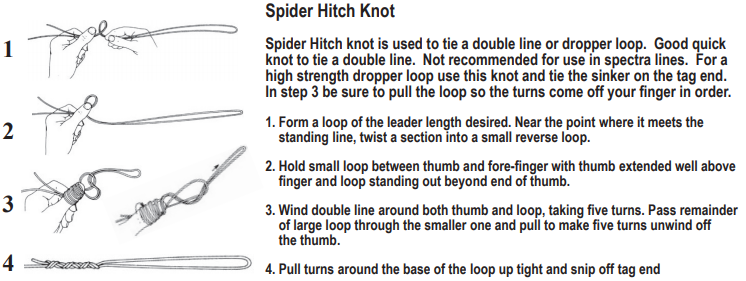 Spider Hitch Knot
Spider Hitch knot is used to tie a double line or dropper loop.  Good quick
knot to tie a double line.  Not recommended for use in spectra lines.  For a
high strength dropper loop use this knot and tie the sinker on the tag end.
In step 3 be sure to pull the loop so the turns come off your finger in order.
1. Form a loop of the leader length desired. Near the point where it meets the
standing line, twist a section into a small reverse loop.
2. Hold small loop between thumb and fore-finger with thumb extended well above
finger and loop standing out beyond end of thumb.
3. Wind double line around both thumb and loop, taking five turns. Pass remainder
of large loop through the smaller one and pull to make five turns unwind off
the thumb.
4. Pull turns around the base of the loop up tight and snip off tag end
1
2
3
4